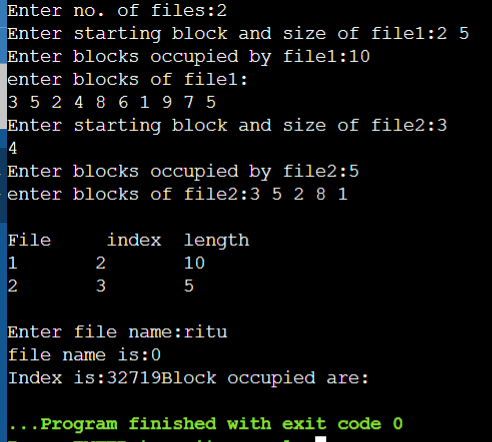 Enter no. of files:2
Enter starting block and size of file1:2 5
Enter blocks occupied by file1:10
enter blocks of file1:
3 5 2 4 8 6 1 9 7 5
Enter starting block and size of file2:3
4
Enter blocks occupied by file2:5
enter blocks of file2:3 5 2 8 1
File index length
1 2 10
2 3 5
Enter file name:ritu
file name is:0
Index is:32719Block occupied are:
...Program finished with exit code 0